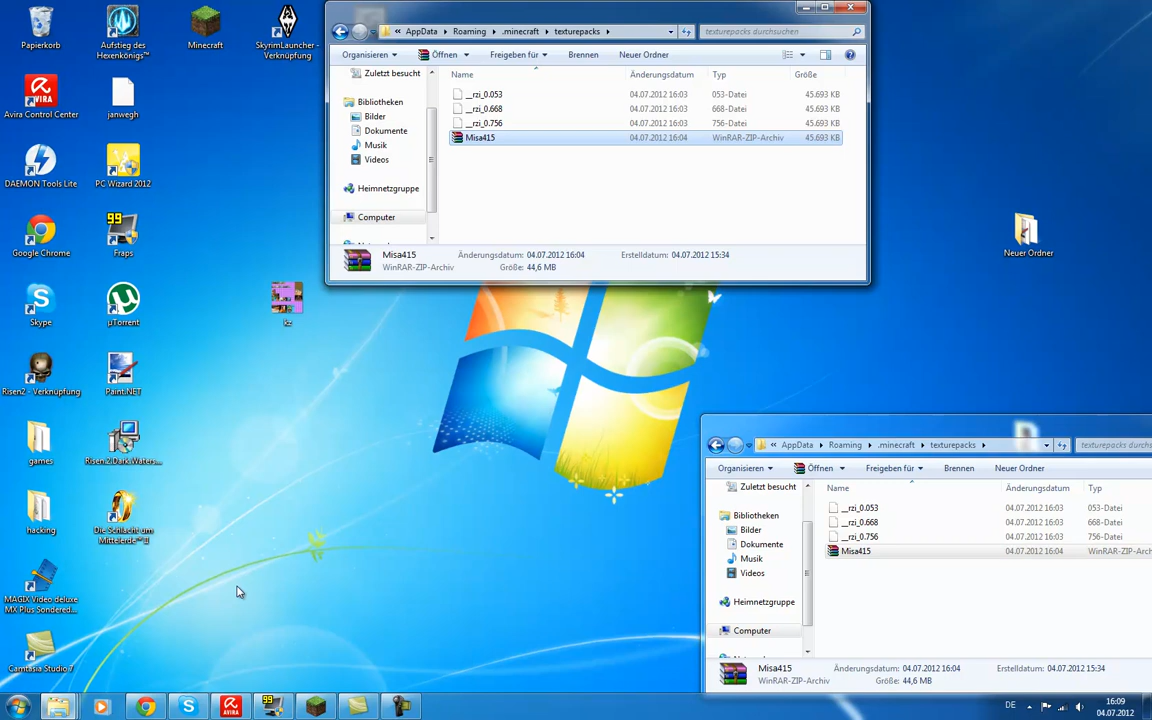 Papierkorb
Aufstieg des
Hexenkönigs™
Minecraft
SkyrimLauncher -
Verknüpfung
Avira Control Center
janwegh
DAEMON Tools Lite
PC Wizard 2012
Google Chrome
99
Fraps
Skype
µTorrent
kz
Risen2 - Verknüpfung
Paint.NET
games
Risen.2.Dark.Waters...
hacking
Die Schlacht um
Mittelerde™ II
MAGIX Video deluxe
MX Plus Sondered...
Camtasia Studio 7
Neuer Ordner
« AppData Roaming .minecraft texturepacks
texturepacks durchsuchen
Organisieren Öffnen Freigeben für Brennen Neuer Ordner
Zuletzt besucht
Bibliotheken
Bilder
Dokumente
Musik
Videos
Heimnetzgruppe
Computer
Name Änderungsdatum Typ Größe
__rzi_0.053 04.07.2012 16:03 053-Datei 45.693 KB
__rzi_0.668 04.07.2012 16:03 668-Datei 45.693 KB
__rzi_0.756 04.07.2012 16:03 756-Datei 45.693 KB
Misa415 04.07.2012 16:04 WinRAR-ZIP-Archiv 45.693 KB
Misa415 Änderungsdatum: 04.07.2012 16:04 Erstelldatum: 04.07.2012 15:34
WinRAR-ZIP-Archiv Größe: 44,6 MB
« AppData Roaming .minecraft texturepacks
texturepacks durchs
Organisieren Öffnen Freigeben für Brennen Neuer Ordner
Zuletzt besucht
Bibliotheken
Bilder
Dokumente
Musik
Videos
Heimnetzgruppe
Computer
Name Änderungsdatum Typ
__rzi_0.053 04.07.2012 16:03 053-Datei
__rzi_0.668 04.07.2012 16:03 668-Datei
__rzi_0.756 04.07.2012 16:03 756-Datei
Misa415 04.07.2012 16:04 WinRAR-ZIP-Arch
Misa415 Änderungsdatum: 04.07.2012 16:04 Erstelldatum: 04.07.2012 15:34
WinRAR-ZIP-Archiv Größe: 44,6 MB
AVIRA
99
DE
16:09
04.07.2012